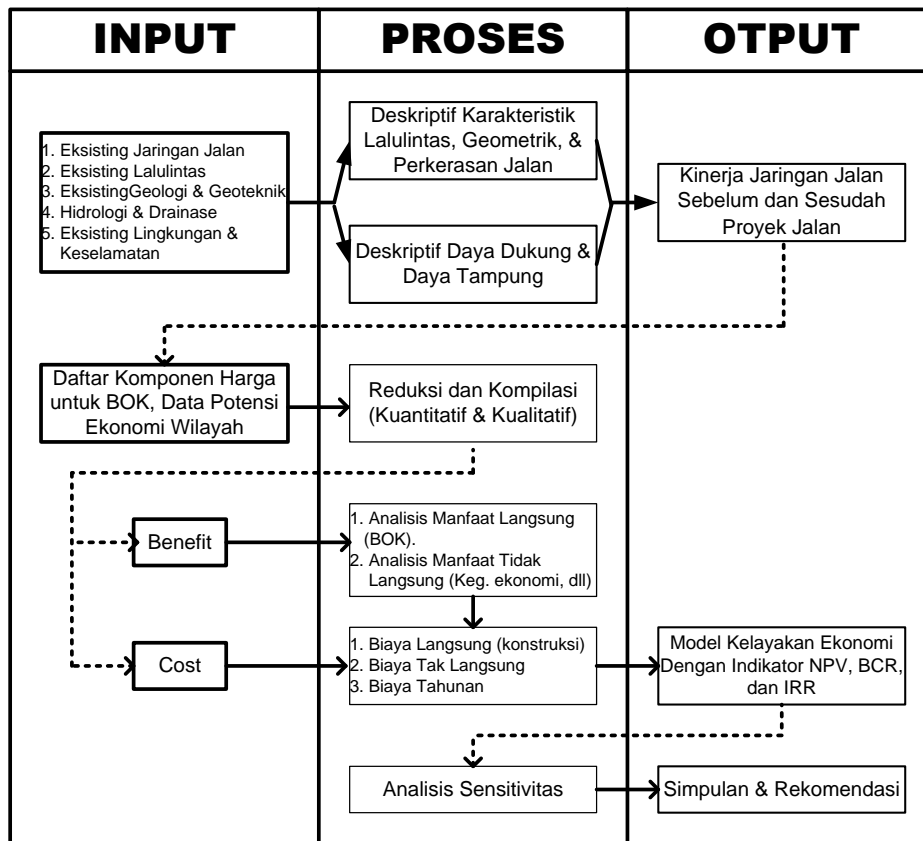 INPUT
PROSES
OTPUT
1. Eksisting Jaringan Jalan
2. Eksisting Lalulintas
3. EksistingGeologi & Geoteknik
4. Hidrologi & Drainase
5. Eksisting Lingkungan &
Keselamatan
Deskriptif Karakteristik
Lalulintas, Geometrik, &
Perkerasan Jalan
Deskriptif Daya Dukung &
Daya Tampung
Kinerja Jaringan Jalan
Sebelum dan Sesudah
Proyek Jalan
Daftar Komponen Harga
untuk BOK, Data Potensi
Ekonomi Wilayah
Reduksi dan Kompilasi
(Kuantitatif & Kualitatif)
Benefit
1. Analisis Manfaat Langsung
(BOK).
2. Analisis Manfaat Tidak
Langsung (Keg. ekonomi, dll)
Cost
1. Biaya Langsung (konstruksi)
2. Biaya Tak Langsung
3. Biaya Tahunan
Model Kelayakan Ekonomi
Dengan Indikator NPV, BCR,
dan IRR
Analisis Sensitivitas
Simpulan & Rekomendasi